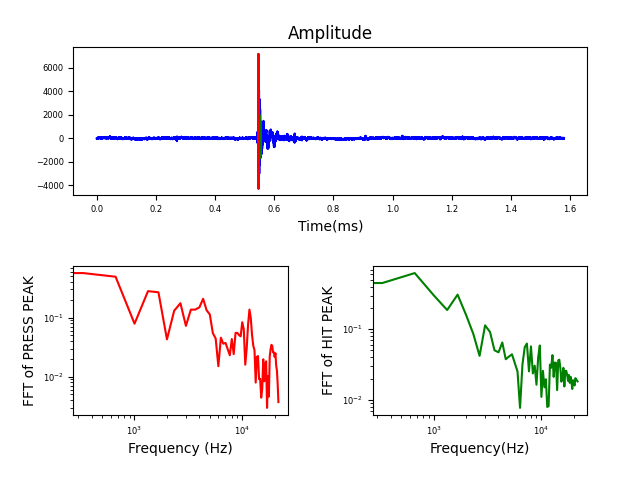 Amplitude
6000
4000
2000
0
−2000
−4000
0.0 0.2 0.4 0.6 0.8 1.0 1.2 1.4 1.6
Time(ms)
FFT of PRESS PEAK
10⁻¹
10⁻²
10³ 10⁴
Frequency (Hz)
FFT of HIT PEAK
10⁻¹
10⁻²
10³ 10⁴
Frequency(Hz)